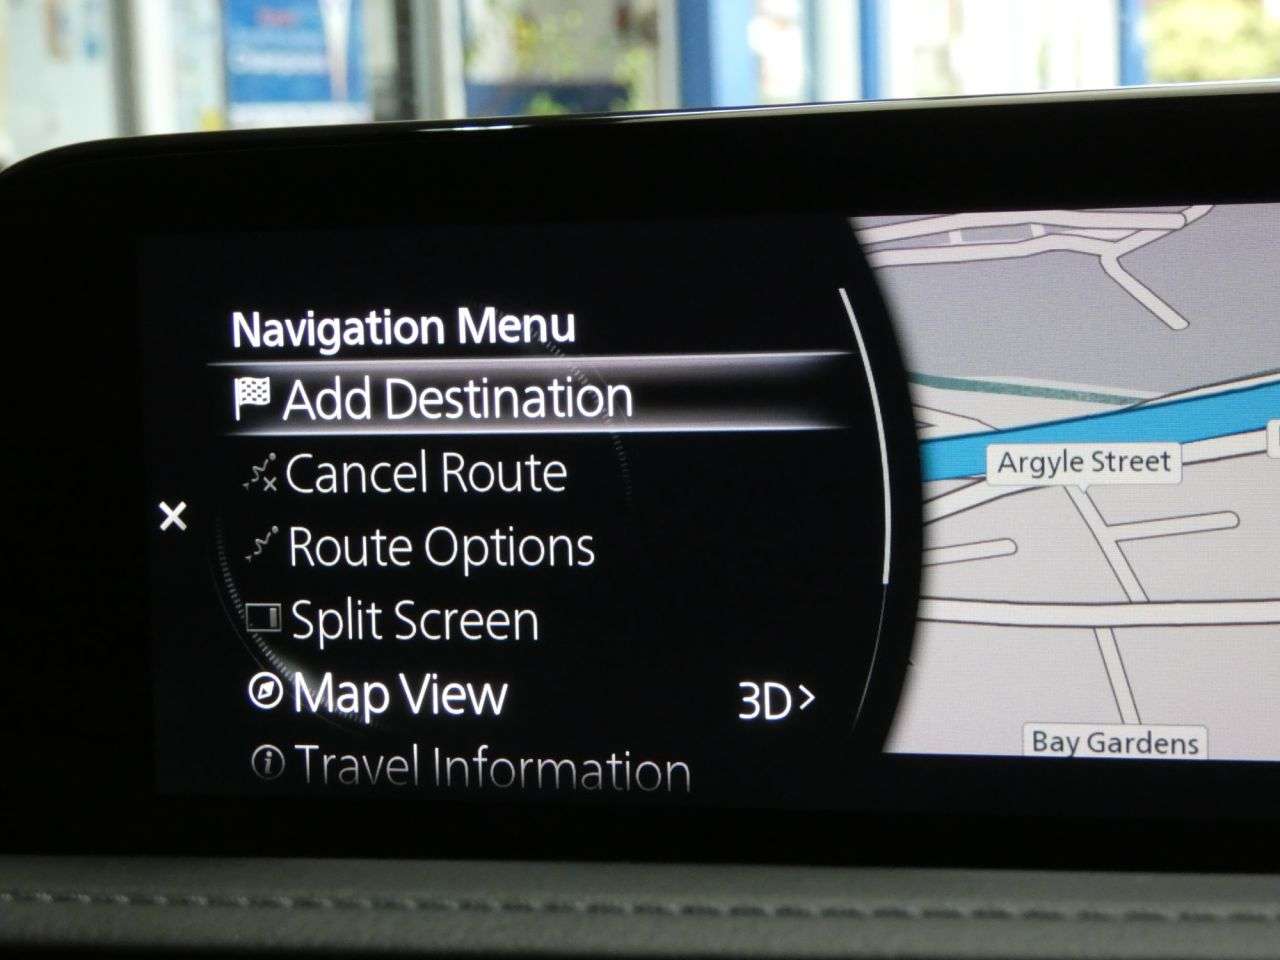 Navigation Menu
Add Destination
Cancel Route
Route Options
Split Screen
Map View 3D>
Travel Information
Argyle Street
Bay Gardens